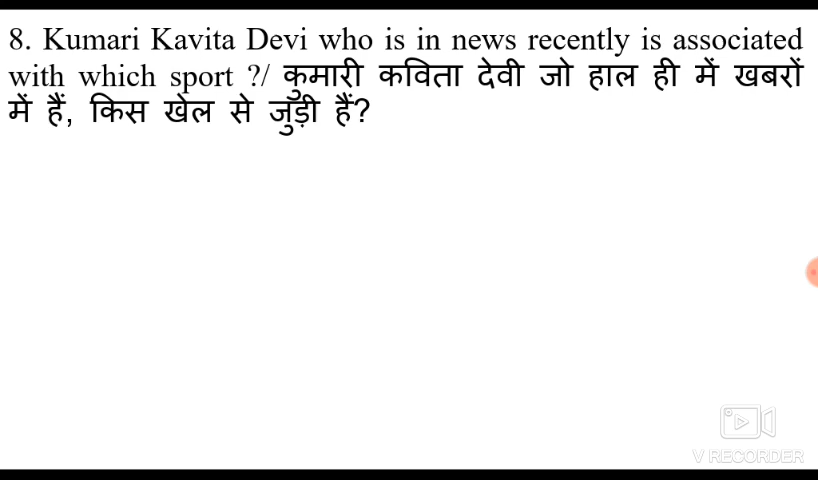 8. Kumari Kavita Devi who is in news recently is associated
with which sport ?/ कुमारी कविता देवी जो हाल ही में खबरों
में हैं, किस खेल से जुड़ी हैं?
V RECORDER